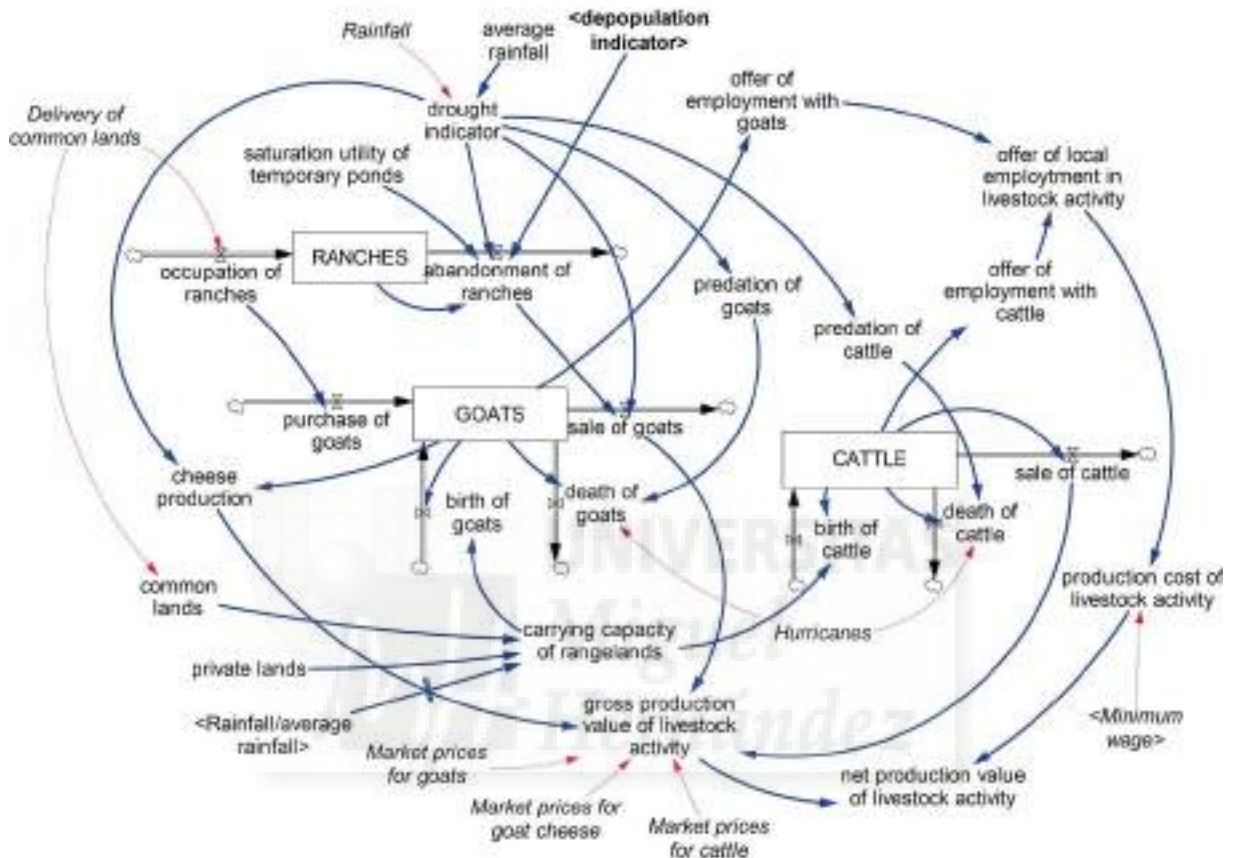 Rainfall
average
rainfall
<depopulation
indicator>
offer of
employment with
goats
Delivery of
common lands
drought
indicator
saturation utility of
temporary ponds
offer of local
employtment in
livestock activity
RANCHES
occupation of
ranches
abandonment of
ranches
predation of
goats
offer of
employment with
cattle
predation of
cattle
GOATS
purchase of
goats
sale of goats
CATTLE
sale of cattle
cheese
production
birth of
goats
death of
goats
birth of
cattle
death of
cattle
UNIVERSITAS
Miguel
Hernández
common
lands
production cost of
livestock activity
carrying capacity
of rangelands
Hurricanes
private lands
<Rainfall/average
rainfall>
gross production
value of livestock
activity
<Minimum
wage>
Market prices
for goats
net production value
of livestock activity
Market prices for
goat cheese
Market prices
for cattle